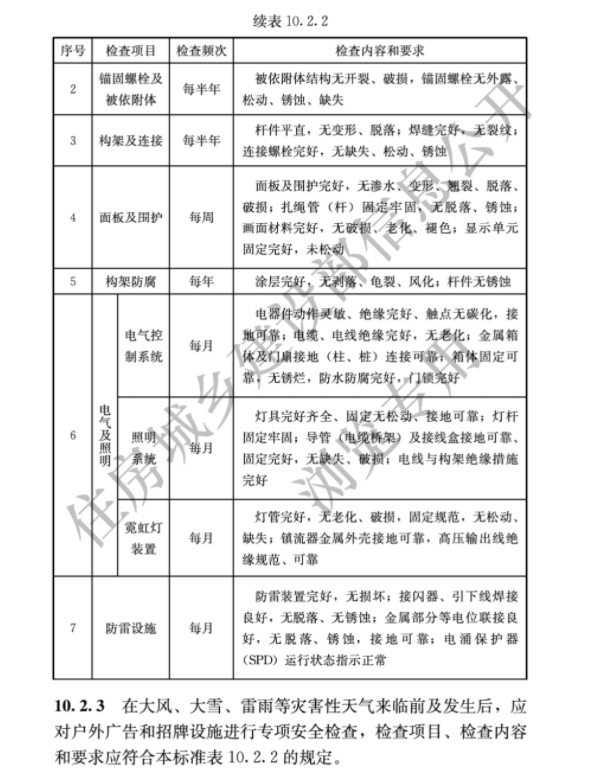 续表 10.2.2
序号 检查项目 检查频次 检查内容和要求
2 锚固螺栓及被依附体 每半年 被依附体结构无开裂、破损，锚固螺栓无外露、
松动、锈蚀、缺失
3 构架及连接 每半年 杆件平直，无变形、脱落；焊缝完好，无裂纹；
连接螺栓完好，无缺失、松动、锈蚀
4 面板及围护 每周 面板及围护完好，无渗水、变形、翘裂、脱落、
破损；扎绳管（杆）固定牢固，无脱落、锈蚀；
画面材料完好，无破损、老化、褪色；显示单元
固定完好，未松动
5 构架防腐 每年 涂层完好，无剥落、龟裂、风化；杆件无锈蚀
6 电气及照明
电气控制系统 每月 电器件动作灵敏、绝缘完好、触点无碳化，接
地可靠；电缆、电线绝缘完好，无老化；金属箱
体及门扇接地（柱、桩）连接可靠；箱体固定可
靠，无锈烂，防水防腐完好，门锁完好
照明系统 每月 灯具完好齐全、固定无松动、接地可靠；灯杆
固定牢固；导管（电缆桥架）及接线盒接地可靠、
固定完好，无缺失、破损；电线与构架绝缘措施
完好
霓虹灯装置 每月 灯管完好，无老化、破损，固定规范，无松动、
缺失；镇流器金属外壳接地可靠，高压输出线绝
缘规范、可靠
7 防雷设施 每月 防雷装置完好，无损坏；接闪器、引下线焊接
良好，无脱落、无锈蚀；金属部分等电位联接良
好，无脱落、锈蚀，接地可靠；电涌保护器
（SPD）运行状态指示正常
10.2.3 在大风、大雪、雷雨等灾害性天气来临前及发生后，应
对户外广告和招牌设施进行专项安全检查，检查项目、检查内容
和要求应符合本标准表 10.2.2 的规定。
住房城乡建设部信息公开
浏览专用